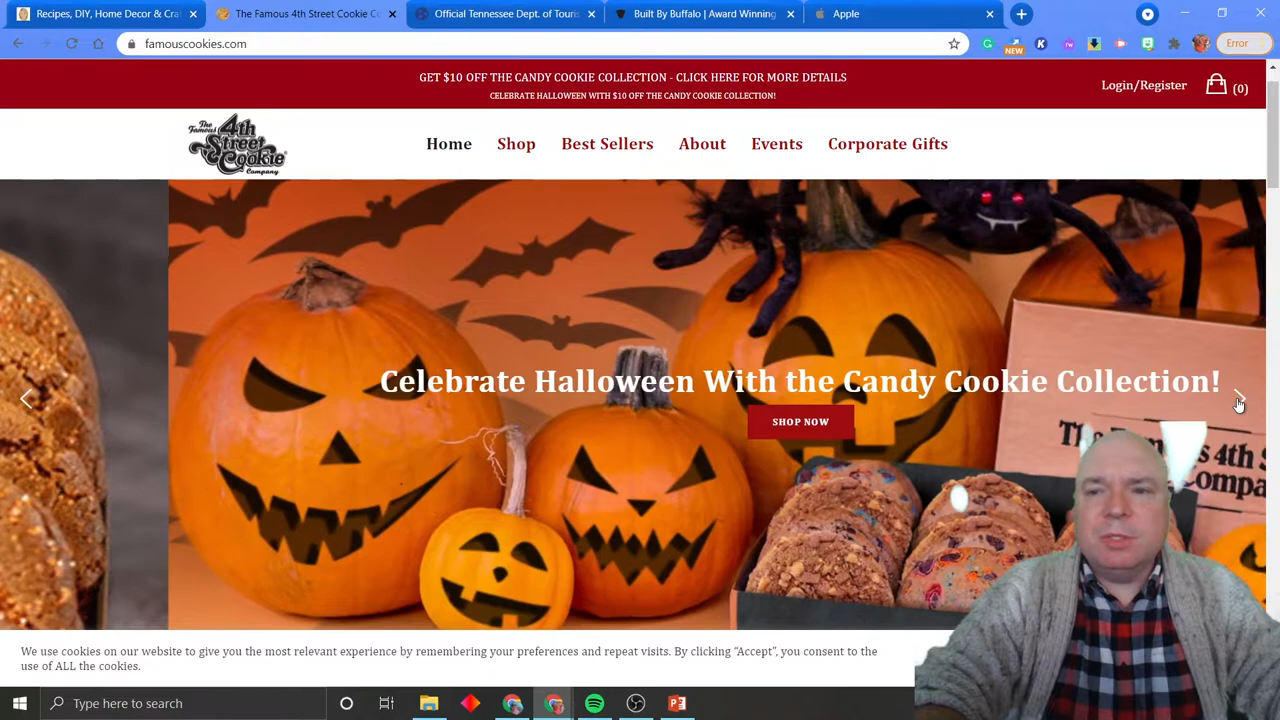 Recipes, DIY, Home Decor & Cra
The Famous 4th Street Cookie C
Official Tennessee Dept. of Touris
Built By Buffalo | Award Winning
Apple
famouscookies.com
NEW
Error
GET $10 OFF THE CANDY COOKIE COLLECTION - CLICK HERE FOR MORE DETAILS
CELEBRATE HALLOWEEN WITH $10 OFF THE CANDY COOKIE COLLECTION!
Login/Register
(0)
The Famous 4th Street Cookie Company
Home
Shop
Best Sellers
About
Events
Corporate Gifts
Celebrate Halloween With the Candy Cookie Collection!
SHOP NOW
We use cookies on our website to give you the most relevant experience by remembering your preferences and repeat visits. By clicking “Accept”, you consent to the
use of ALL the cookies.
Type here to search